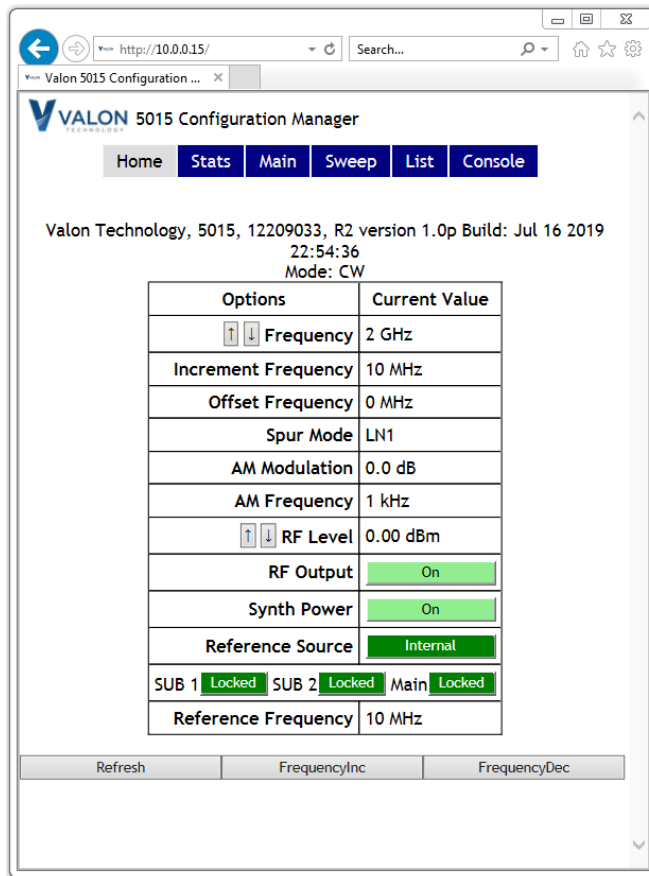 http://10.0.0.15/
Search...
Valon 5015 Configuration ...
VALON 5015 Configuration Manager
TECHNOLOGY
Home Stats Main Sweep List Console
Valon Technology, 5015, 12209033, R2 version 1.0p Build: Jul 16 2019
22:54:36
Mode: CW
Options Current Value
↑ ↓ Frequency 2 GHz
Increment Frequency 10 MHz
Offset Frequency 0 MHz
Spur Mode LN1
AM Modulation 0.0 dB
AM Frequency 1 kHz
↑ ↓ RF Level 0.00 dBm
RF Output On
Synth Power On
Reference Source Internal
SUB 1 Locked SUB 2 Locked Main Locked
Reference Frequency 10 MHz
Refresh FrequencyInc FrequencyDec